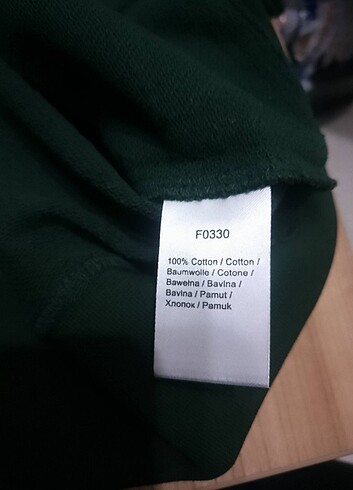 F0330
100% Cotton / Cotton /
Baumwolle / Cotone /
Bawełna / Bavlna /
Bavlna / Pamut /
Хлопок / Pamuk